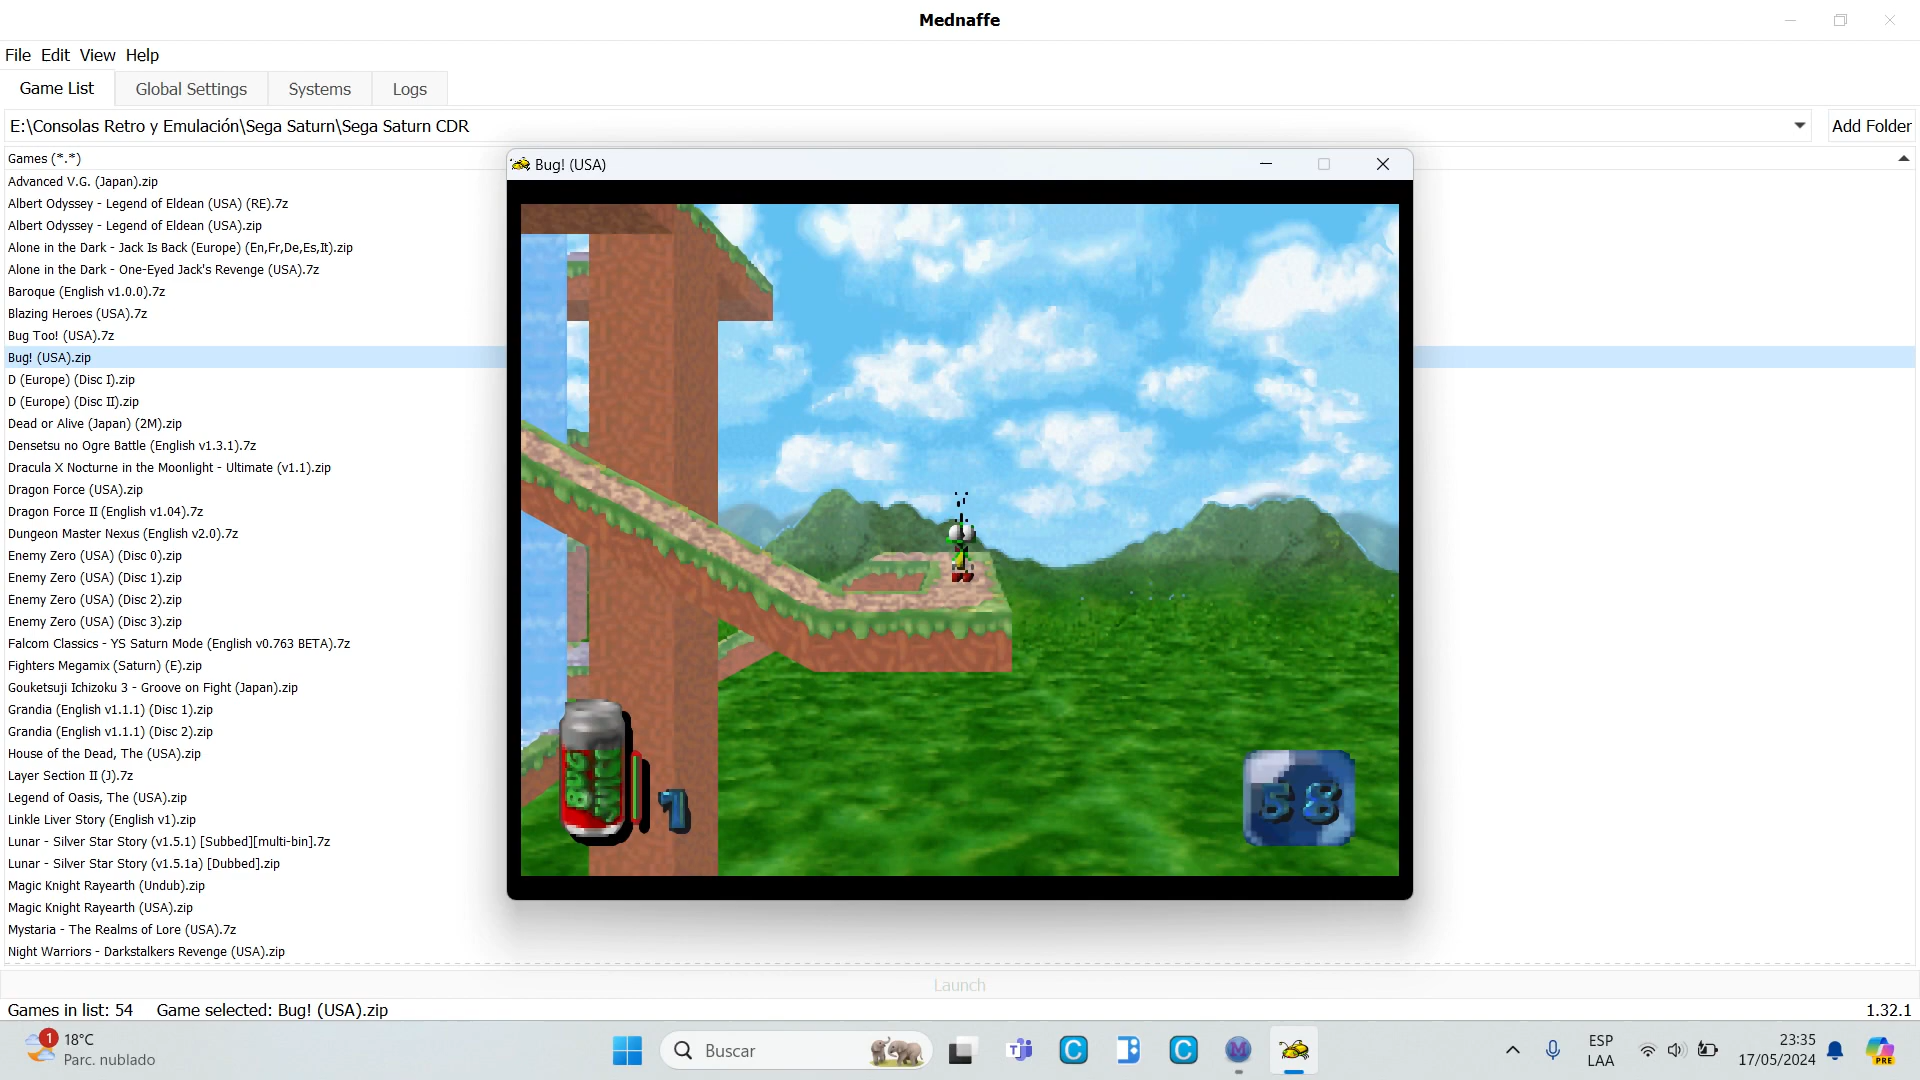 Mednaffe
File Edit View Help
Game List Global Settings Systems Logs
E:\Consolas Retro y Emulación\Sega Saturn\Sega Saturn CDR Add Folder
Games (*.*)
Advanced V.G. (Japan).zip
Albert Odyssey - Legend of Eldean (USA) (RE).7z
Albert Odyssey - Legend of Eldean (USA).zip
Alone in the Dark - Jack Is Back (Europe) (En,Fr,De,Es,It).zip
Alone in the Dark - One-Eyed Jack's Revenge (USA).7z
Baroque (English v1.0.0).7z
Blazing Heroes (USA).7z
Bug Too! (USA).7z
Bug! (USA).zip
D (Europe) (Disc I).zip
D (Europe) (Disc II).zip
Dead or Alive (Japan) (2M).zip
Densetsu no Ogre Battle (English v1.3.1).7z
Dracula X Nocturne in the Moonlight - Ultimate (v1.1).zip
Dragon Force (USA).zip
Dragon Force II (English v1.04).7z
Dungeon Master Nexus (English v2.0).7z
Enemy Zero (USA) (Disc 0).zip
Enemy Zero (USA) (Disc 1).zip
Enemy Zero (USA) (Disc 2).zip
Enemy Zero (USA) (Disc 3).zip
Falcom Classics - YS Saturn Mode (English v0.763 BETA).7z
Fighters Megamix (Saturn) (E).zip
Gouketsuji Ichizoku 3 - Groove on Fight (Japan).zip
Grandia (English v1.1.1) (Disc 1).zip
Grandia (English v1.1.1) (Disc 2).zip
House of the Dead, The (USA).zip
Layer Section II (J).7z
Legend of Oasis, The (USA).zip
Linkle Liver Story (English v1).zip
Lunar - Silver Star Story (v1.5.1) [Subbed][multi-bin].7z
Lunar - Silver Star Story (v1.5.1a) [Dubbed].zip
Magic Knight Rayearth (Undub).zip
Magic Knight Rayearth (USA).zip
Mystaria - The Realms of Lore (USA).7z
Night Warriors - Darkstalkers Revenge (USA).zip
Bug! (USA)
BUG
JUICE
1
58
Launch
Games in list: 54 Game selected: Bug! (USA).zip 1.32.1
1
18°C
Parc. nublado
Buscar
ESP
LAA
23:35
17/05/2024
PRE